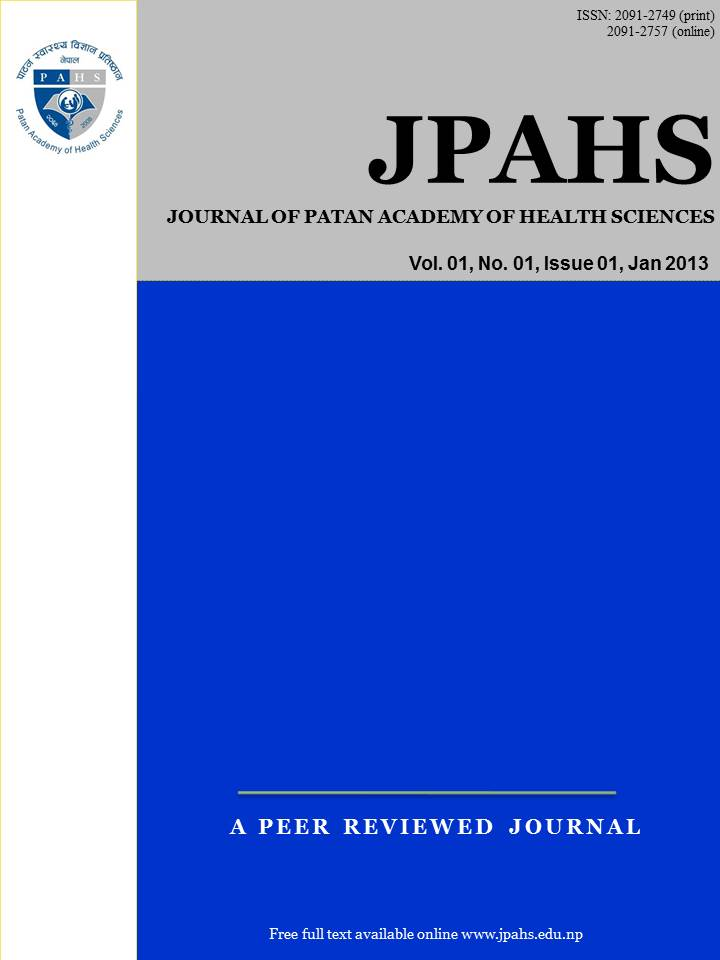 ISSN: 2091-2749 (print)
2091-2757 (online)
पाटन स्वास्थ्य विज्ञान प्रतिष्ठान
नेपाल
PAHS
2008
Patan Academy of Health Sciences
JPAHS
JOURNAL OF PATAN ACADEMY OF HEALTH SCIENCES
Vol. 01, No. 01, Issue 01, Jan 2013
A PEER REVIEWED JOURNAL
Free full text available online www.jpahs.edu.np